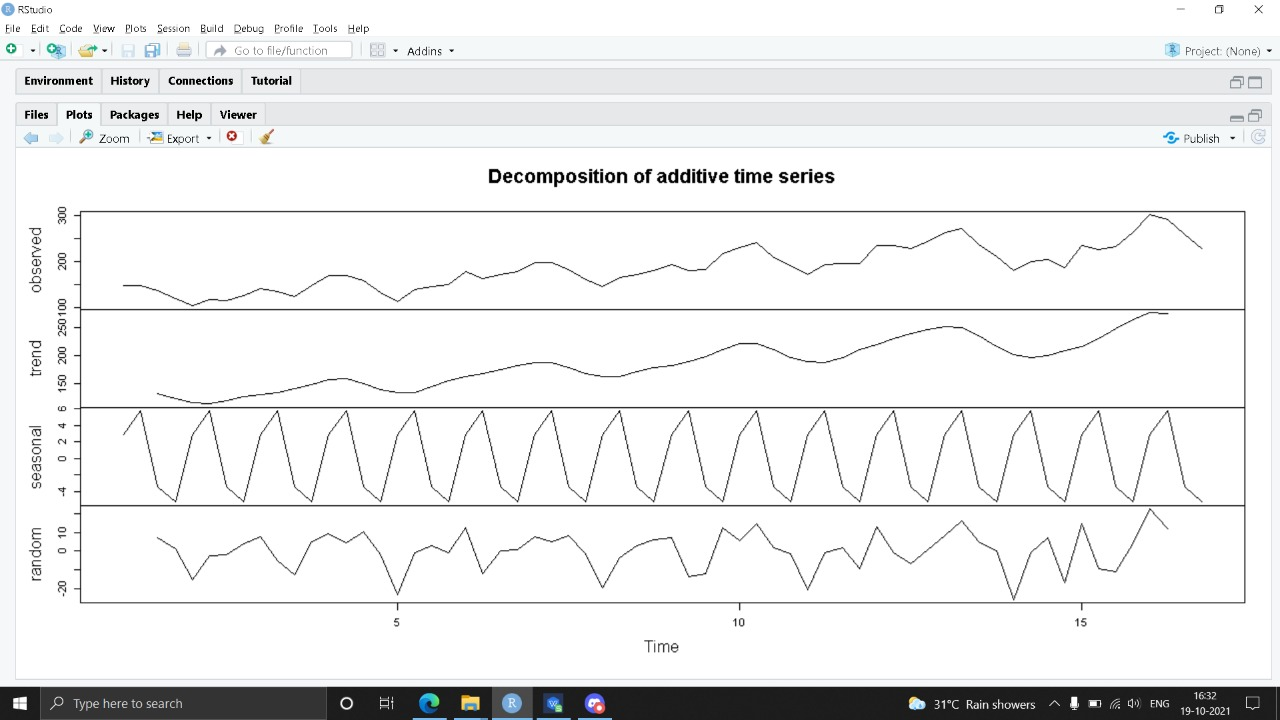 RStudio
File Edit Code View Plots Session Build Debug Profile Tools Help
Go to file/function Addins Project: (None)
Environment History Connections Tutorial
Files Plots Packages Help Viewer
Zoom Export Publish
Decomposition of additive time series
observed
300
200
100
trend
250
200
150
seasonal
6
4
2
0
-4
random
10
0
-20
5 10 15
Time
Type here to search 31°C Rain showers ENG 16:32
19-10-2021